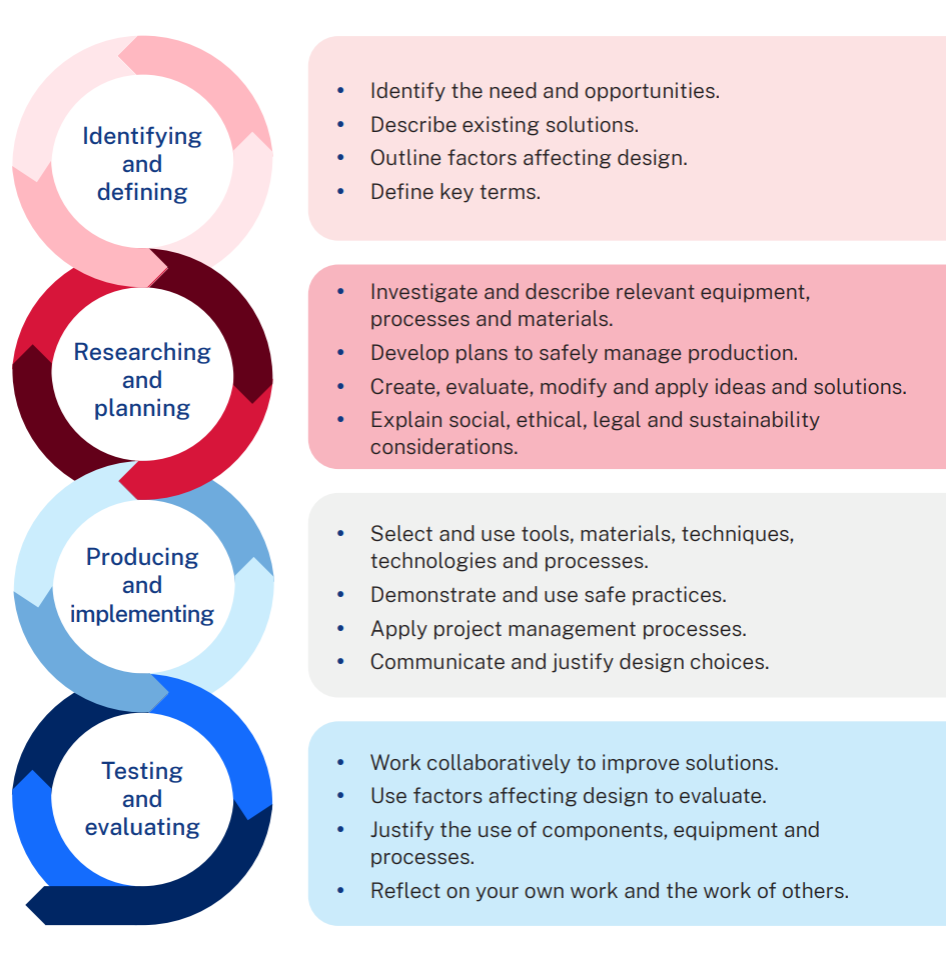 Identifying
and
defining
• Identify the need and opportunities.
• Describe existing solutions.
• Outline factors affecting design.
• Define key terms.
Researching
and
planning
• Investigate and describe relevant equipment,
processes and materials.
• Develop plans to safely manage production.
• Create, evaluate, modify and apply ideas and solutions.
• Explain social, ethical, legal and sustainability
considerations.
Producing
and
implementing
• Select and use tools, materials, techniques,
technologies and processes.
• Demonstrate and use safe practices.
• Apply project management processes.
• Communicate and justify design choices.
Testing
and
evaluating
• Work collaboratively to improve solutions.
• Use factors affecting design to evaluate.
• Justify the use of components, equipment and
processes.
• Reflect on your own work and the work of others.